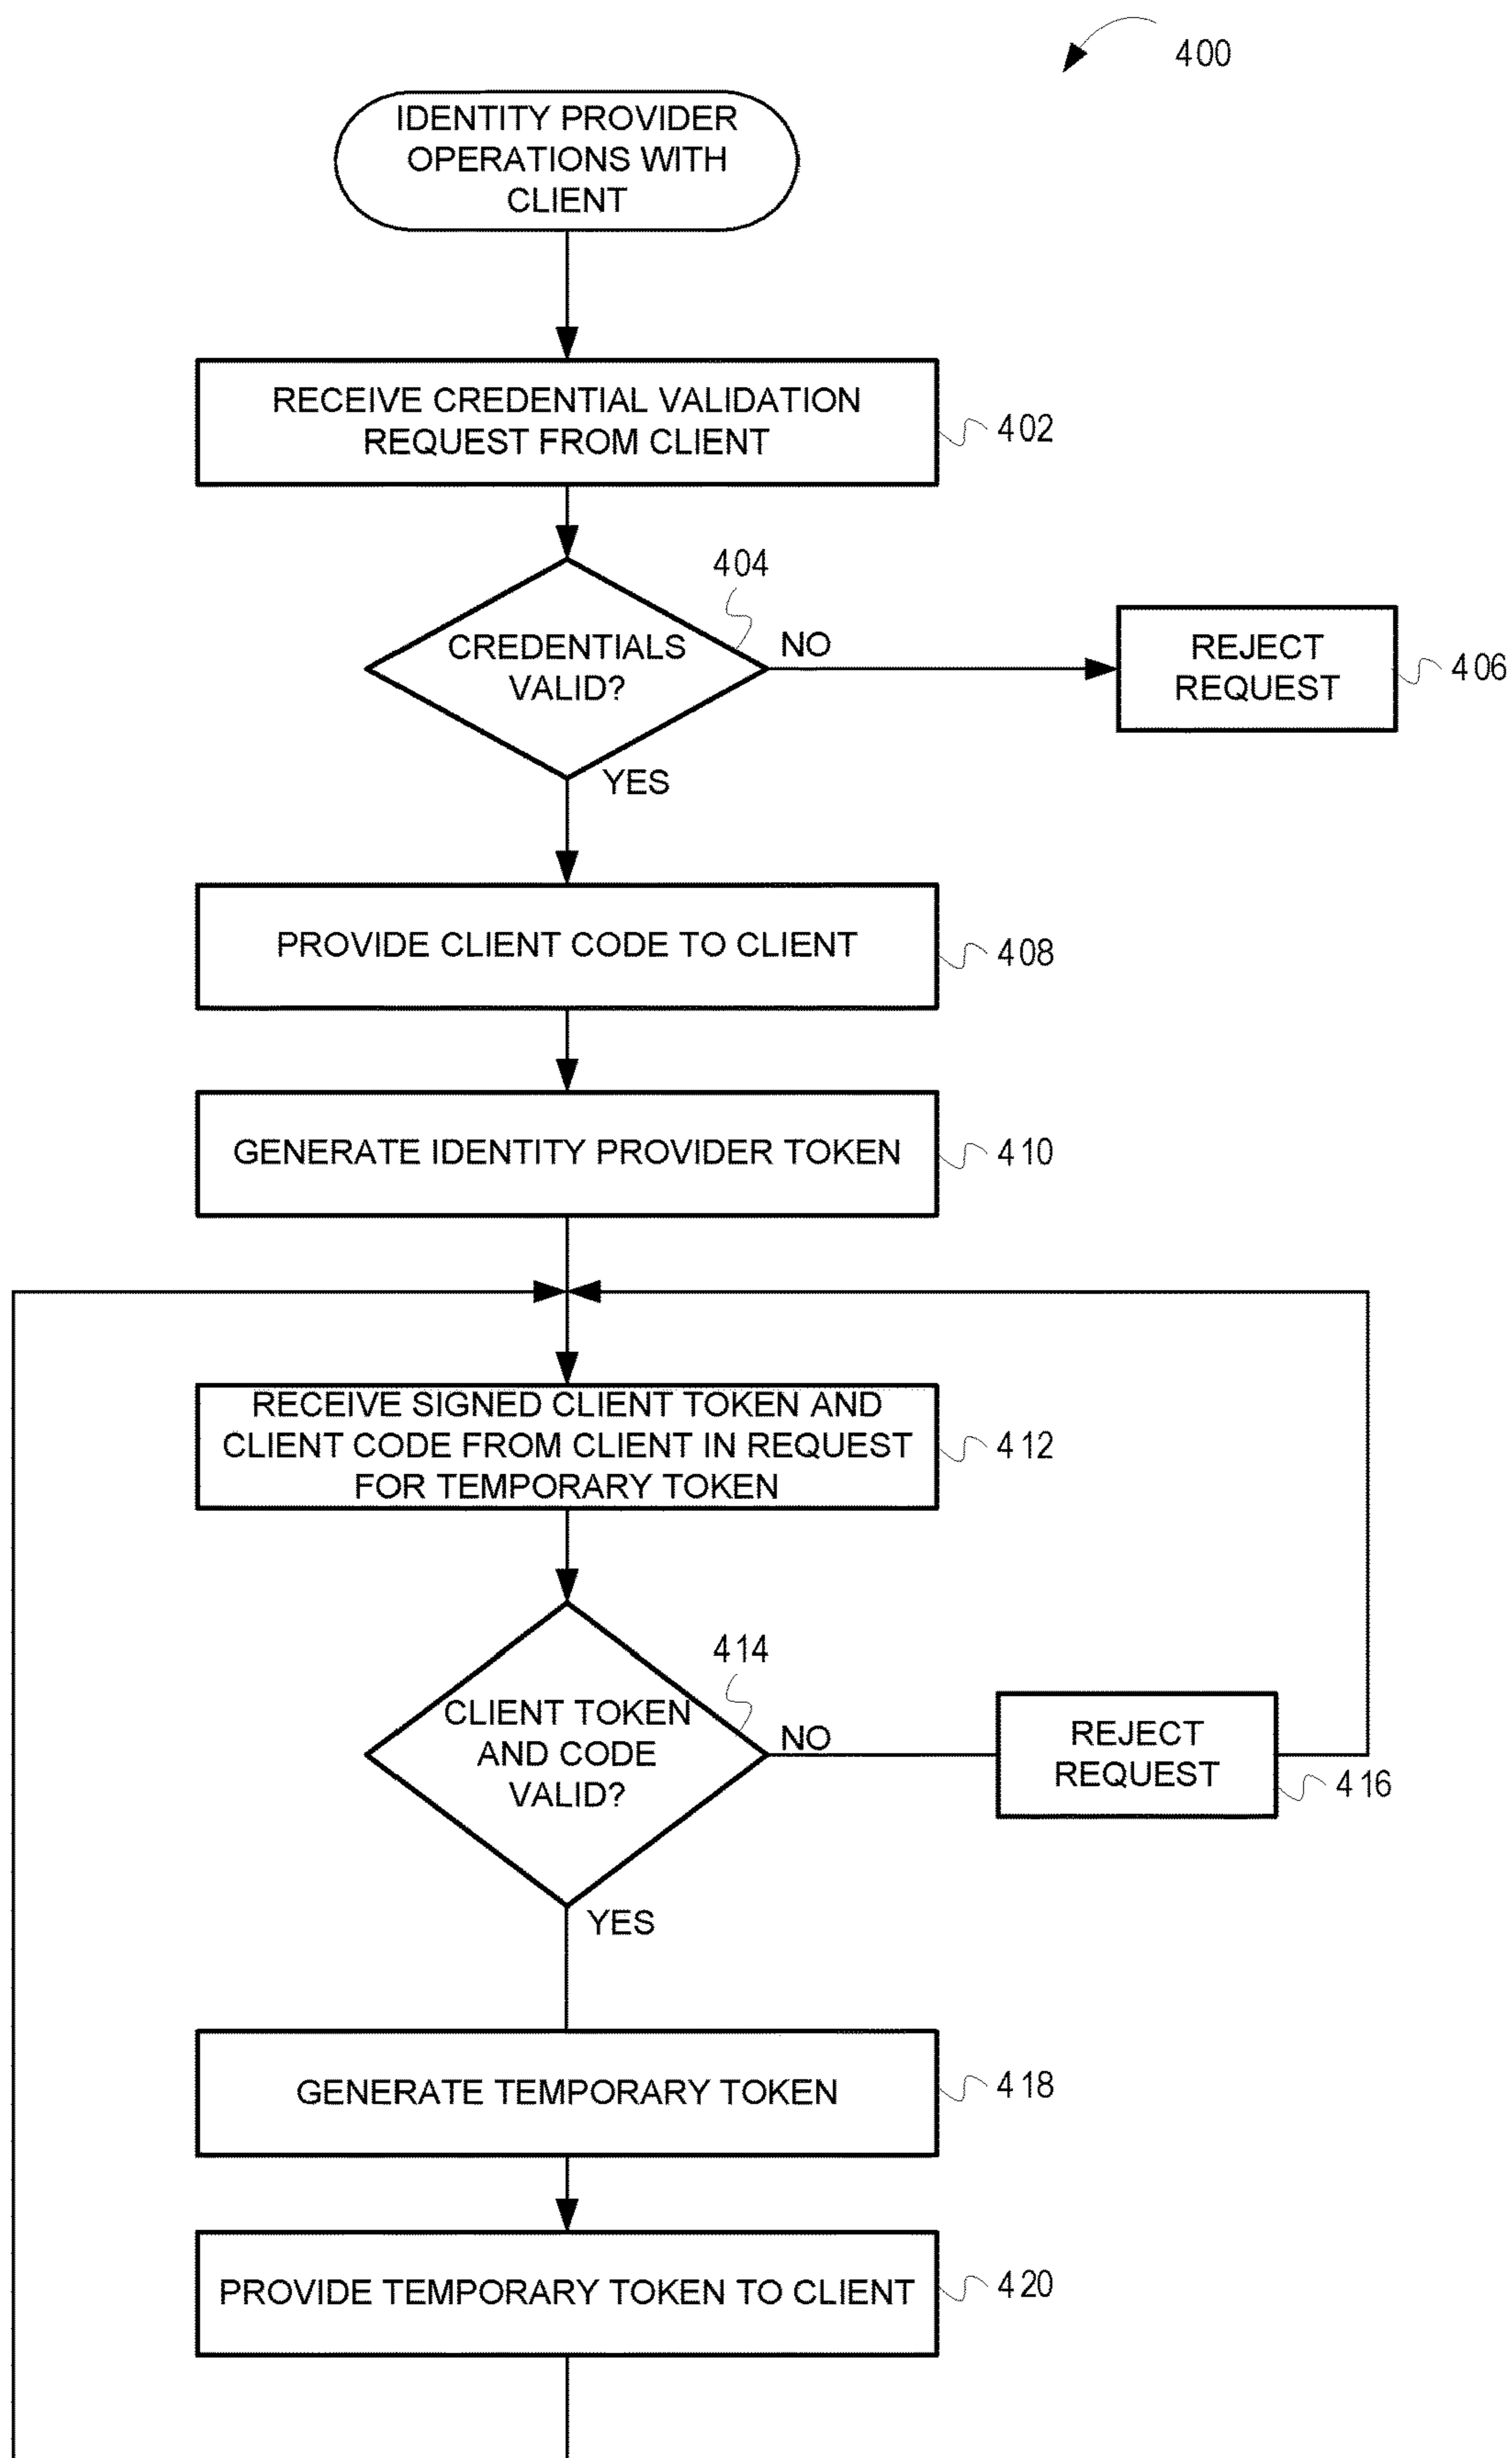 400
IDENTITY PROVIDER
OPERATIONS WITH
CLIENT
RECEIVE CREDENTIAL VALIDATION
REQUEST FROM CLIENT
402
404
CREDENTIALS
VALID?
NO
REJECT
REQUEST
406
YES
PROVIDE CLIENT CODE TO CLIENT
408
GENERATE IDENTITY PROVIDER TOKEN
410
RECEIVE SIGNED CLIENT TOKEN AND
CLIENT CODE FROM CLIENT IN REQUEST
FOR TEMPORARY TOKEN
412
414
CLIENT TOKEN
AND CODE
VALID?
NO
REJECT
REQUEST
416
YES
GENERATE TEMPORARY TOKEN
418
PROVIDE TEMPORARY TOKEN TO CLIENT
420